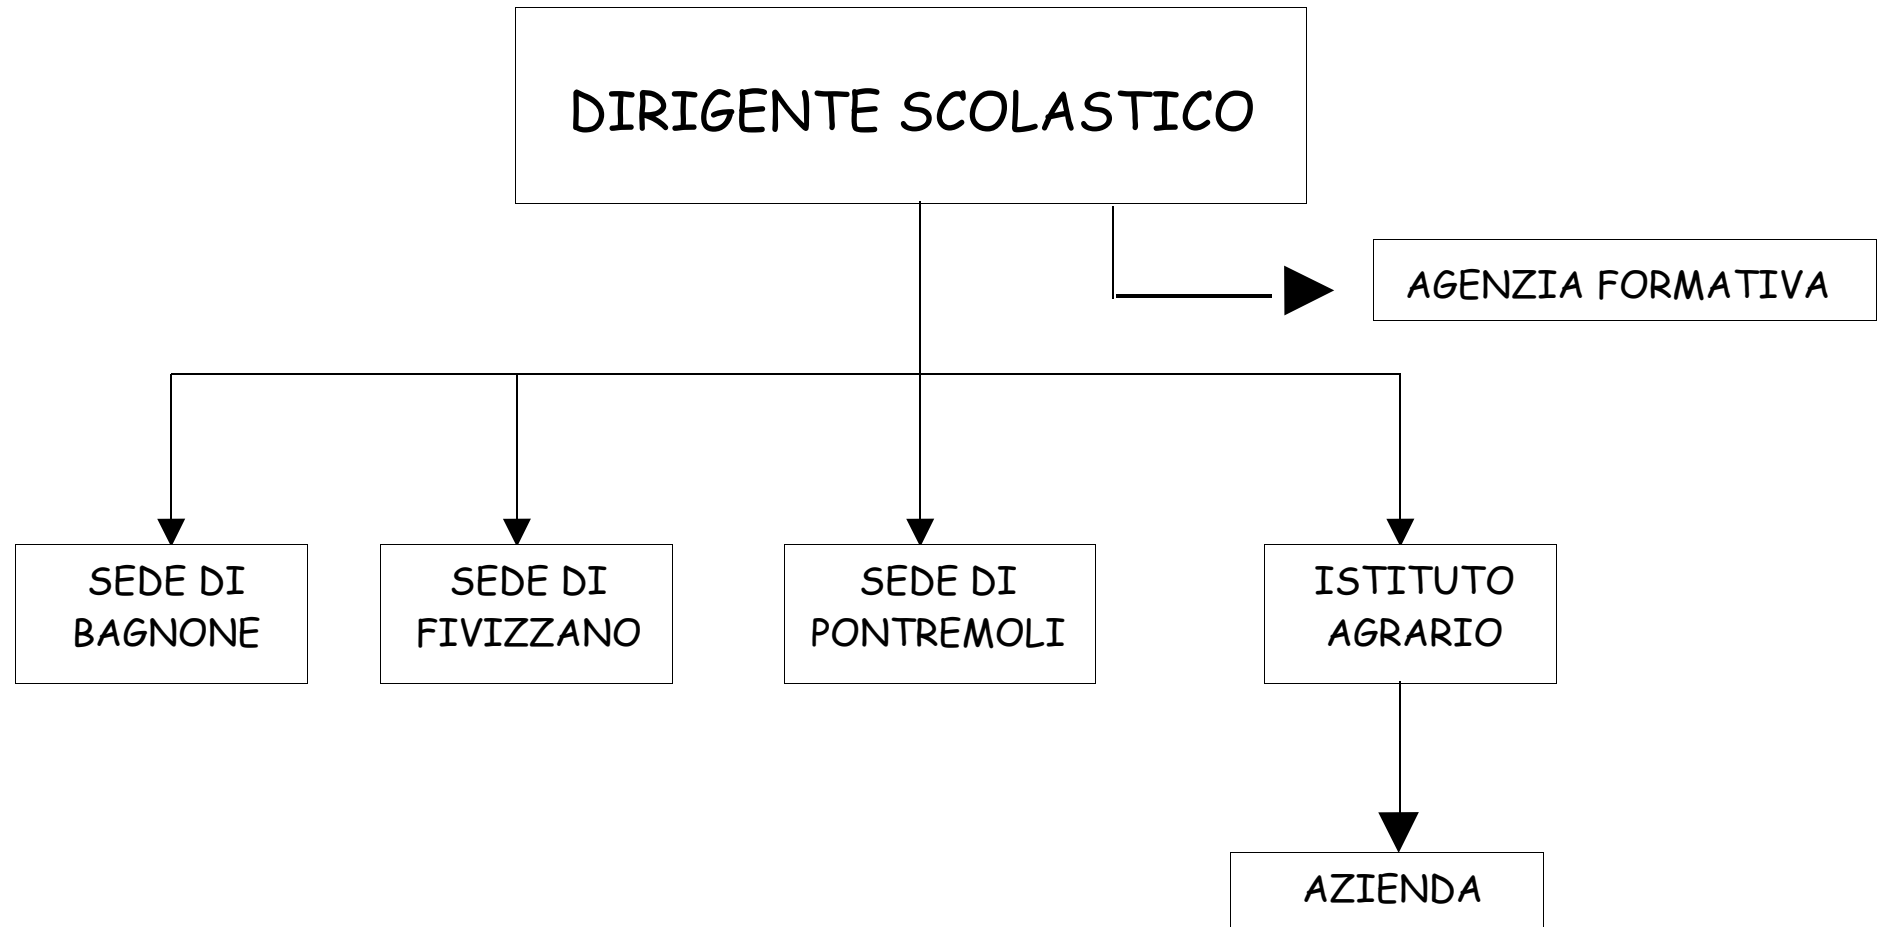 DIRIGENTE SCOLASTICO
AGENZIA FORMATIVA
SEDE DI
BAGNONE
SEDE DI
FIVIZZANO
SEDE DI
PONTREMOLI
ISTITUTO
AGRARIO
AZIENDA